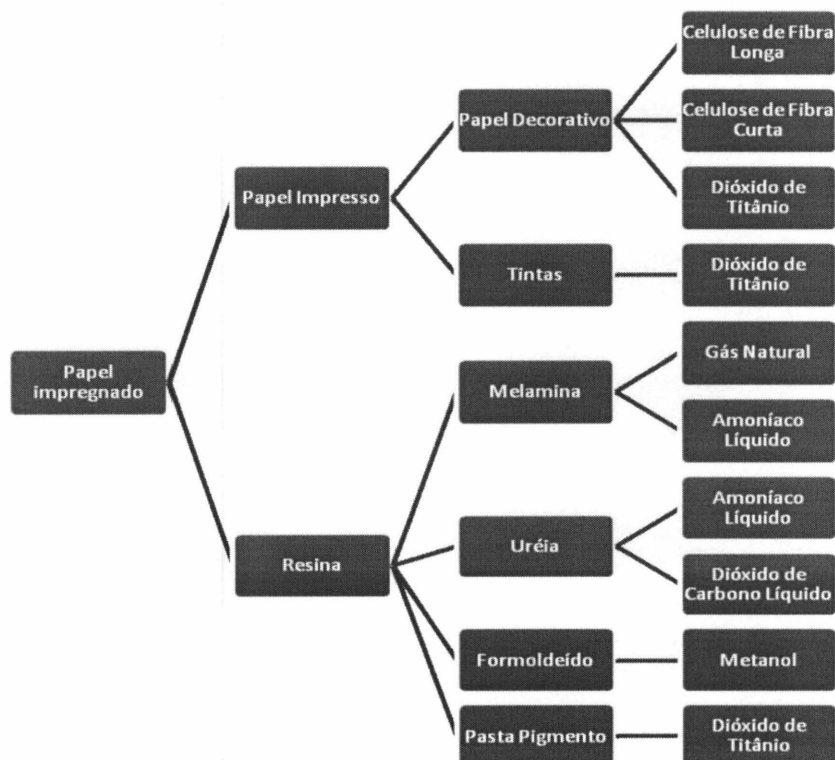 Celulose de Fibra
Longa
Papel Decorativo
Celulose de Fibra
Curta
Papel Impresso
Dióxido de
Titânio
Tintas
Dióxido de
Titânio
Papel
impregnado
Melamina
Gás Natural
Amoníaco
Líquido
Resina
Uréia
Amoníaco
Líquido
Dióxido de
Carbono Líquido
Formoldeído
Metanol
Pasta Pigmento
Dióxido de
Titânio